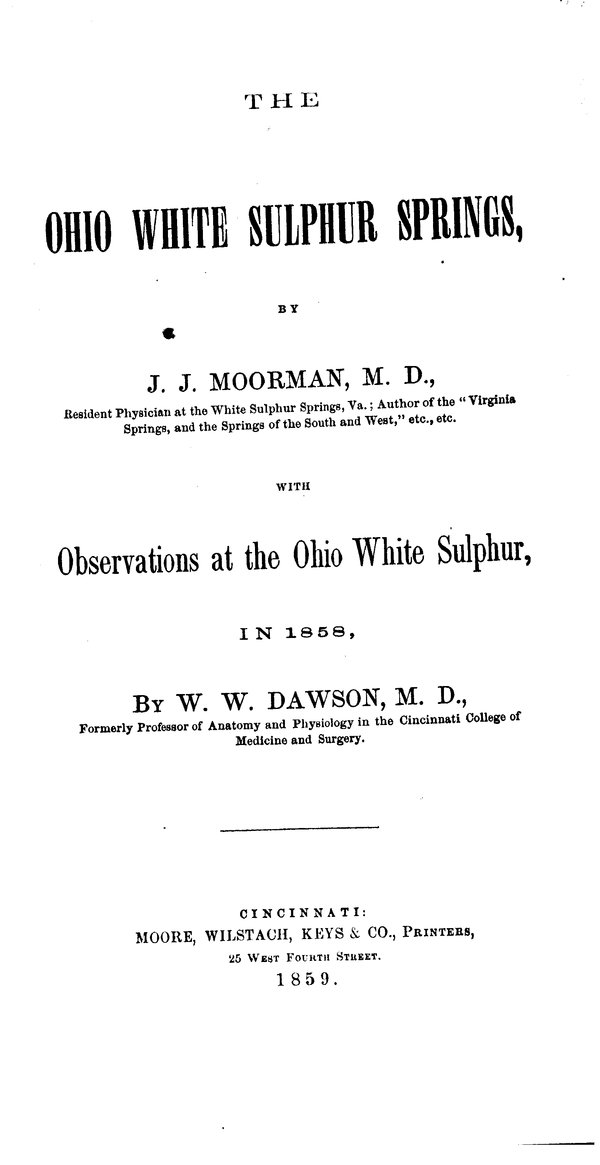 THE
OHIO WHITE SULPHUR SPRINGS,
BY
J. J. MOORMAN, M. D.,
Resident Physician at the White Sulphur Springs, Va.; Author of the "Virginia
Springs, and the Springs of the South and West," etc., etc.
WITH
Observations at the Ohio White Sulphur,
IN 1858,
BY W. W. DAWSON, M. D.,
Formerly Professor of Anatomy and Physiology in the Cincinnati College of
Medicine and Surgery.
CINCINNATI:
MOORE, WILSTACH, KEYS & CO., PRINTERS,
25 WEST FOURTH STREET.
1859.